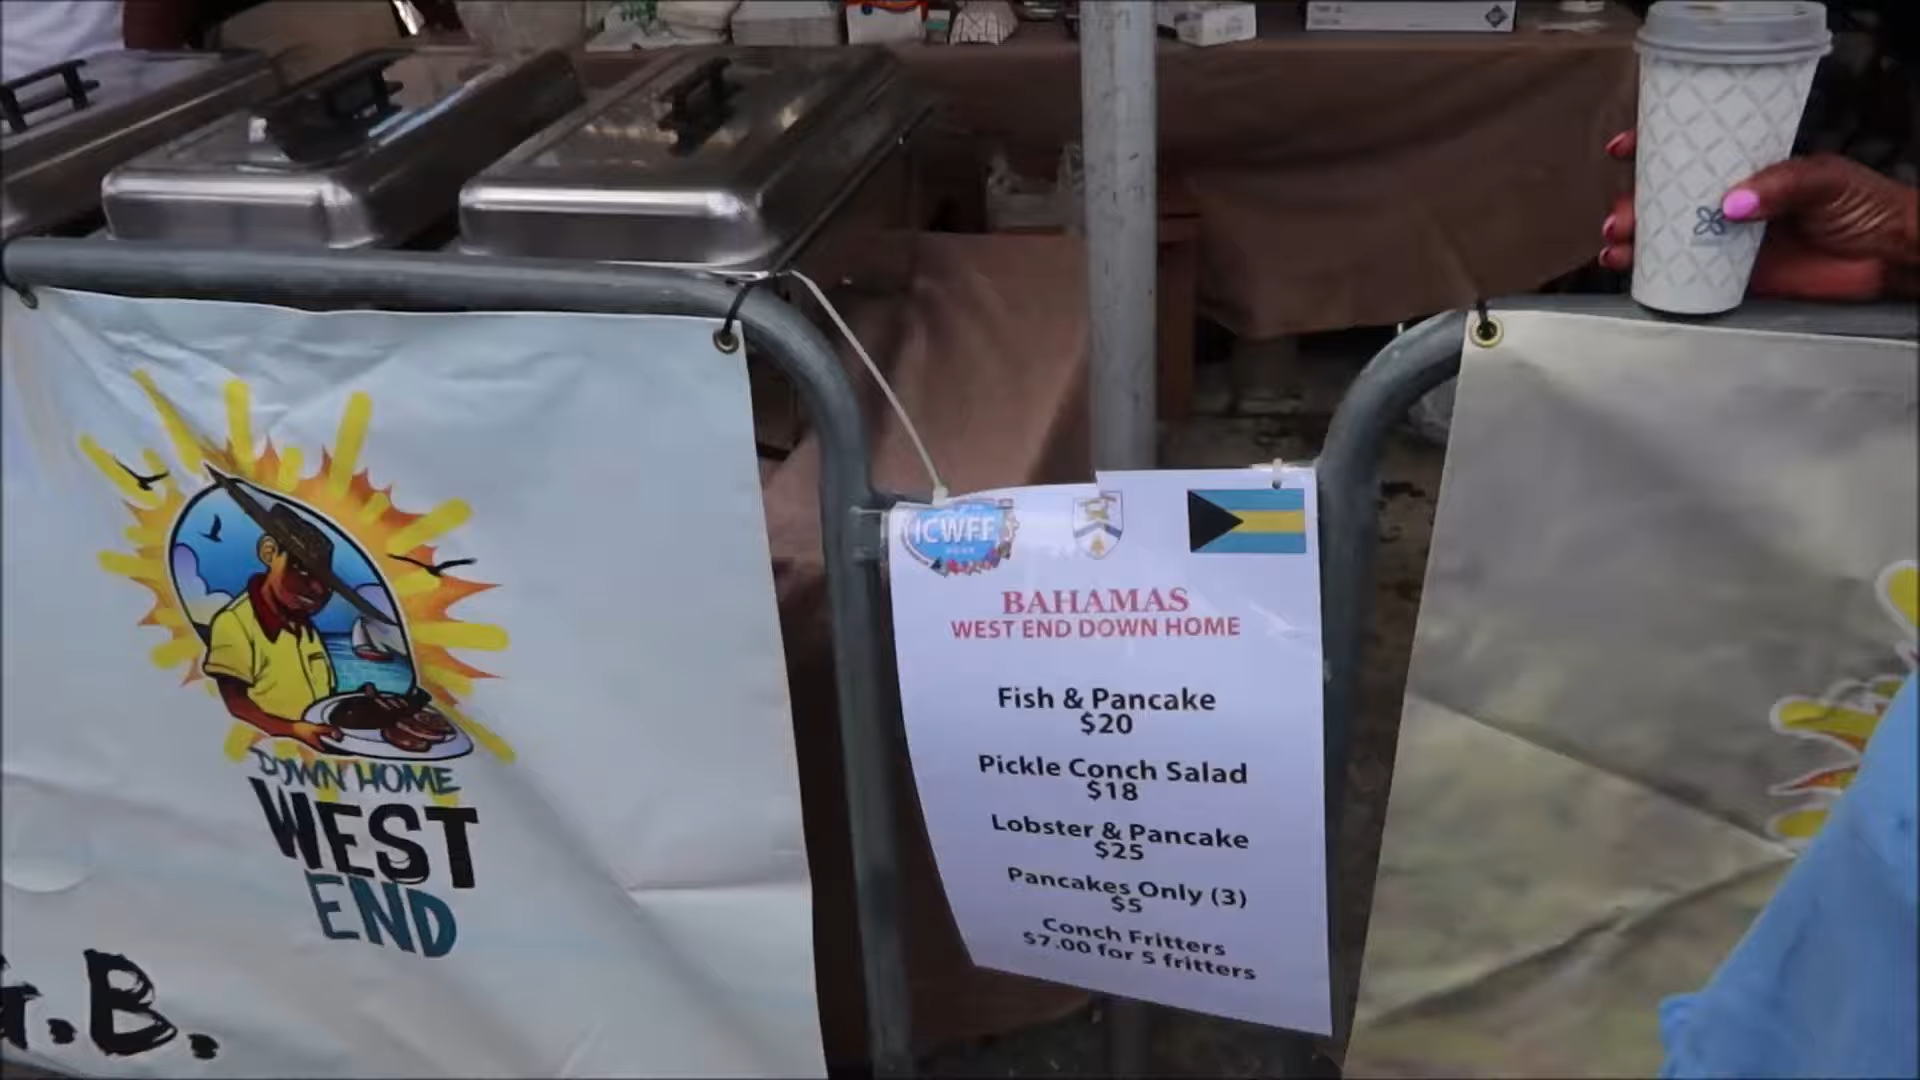 DOWN HOME
WEST
END
G.B.
ICWFF
BAHAMAS
WEST END DOWN HOME
Fish & Pancake
$20
Pickle Conch Salad
$18
Lobster & Pancake
$25
Pancakes Only (3)
$5
Conch Fritters
$7.00 for 5 fritters